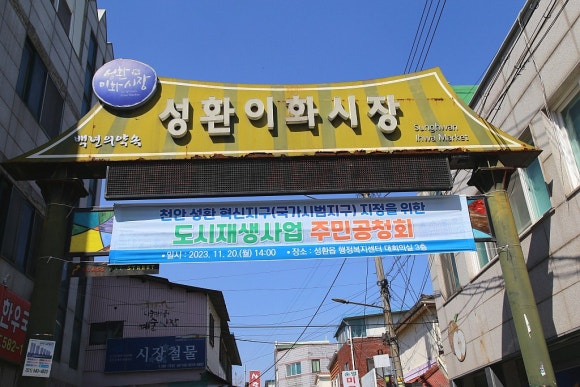 성환
이화시장
성환이화시장
백년의약속
Sunghwan
Ihwa Market
천안 성환 혁신지구(국가시범지구) 지정을 위한
도시재생사업 주민공청회
• 일시 : 2023. 11. 20.(월) 14:00 • 장소 : 성환읍 행정복지센터 대회의실 3층
한우국
582-1
시장철물